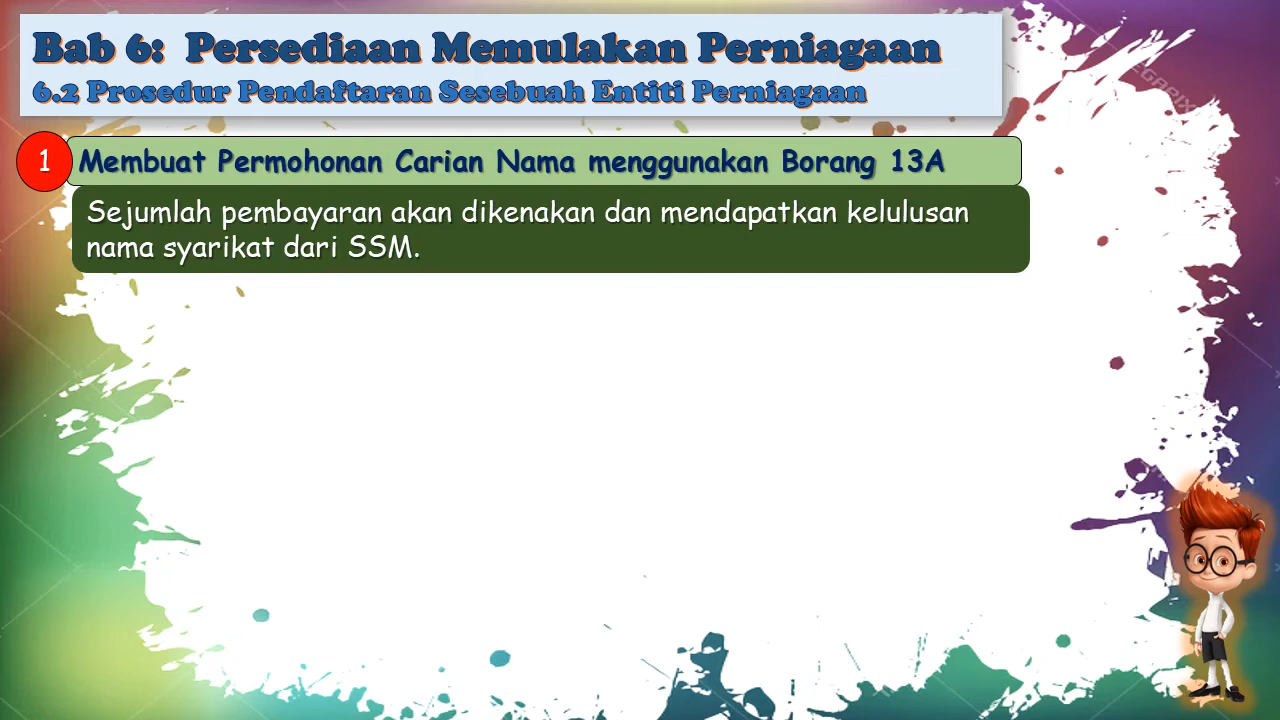 Bab 6: Persediaan Memulakan Perniagaan
6.2 Prosedur Pendaftaran Sesebuah Entiti Perniagaan
1 Membuat Permohonan Carian Nama menggunakan Borang 13A
Sejumlah pembayaran akan dikenakan dan mendapatkan kelulusan
nama syarikat dari SSM.